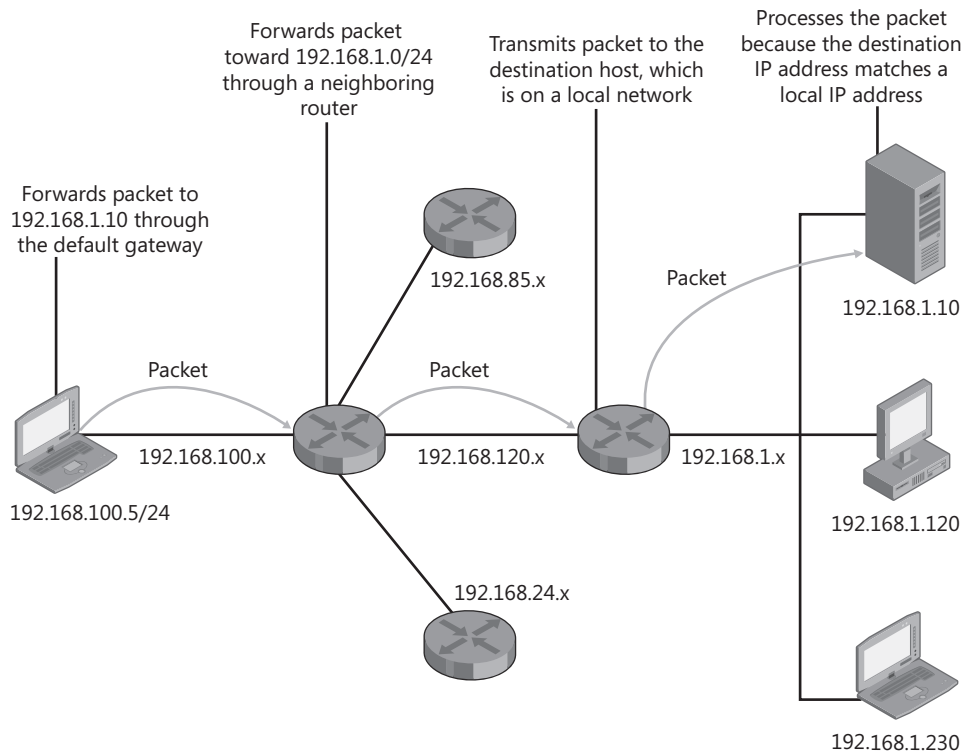 Forwards packet to
192.168.1.10 through
the default gateway
Forwards packet
toward 192.168.1.0/24
through a neighboring
router
Transmits packet to the
destination host, which
is on a local network
Processes the packet
because the destination
IP address matches a
local IP address
192.168.85.x
Packet
192.168.1.10
Packet
Packet
192.168.100.x
192.168.120.x
192.168.1.x
192.168.100.5/24
192.168.1.120
192.168.24.x
192.168.1.230